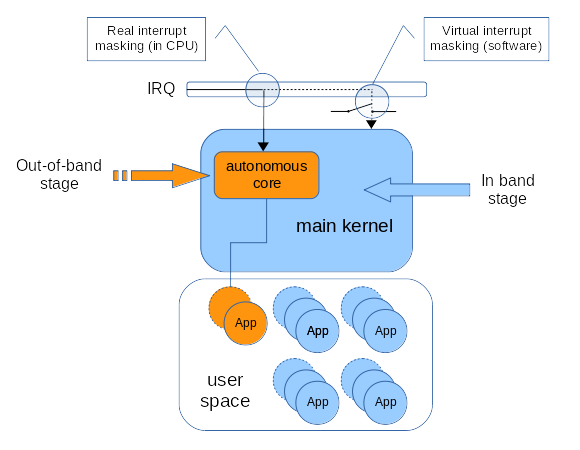 Real interrupt
masking (in CPU)
Virtual interrupt
masking (software)
IRQ
Out-of-band
stage
autonomous
core
In band
stage
main kernel
App
App
App
user
space
App
App